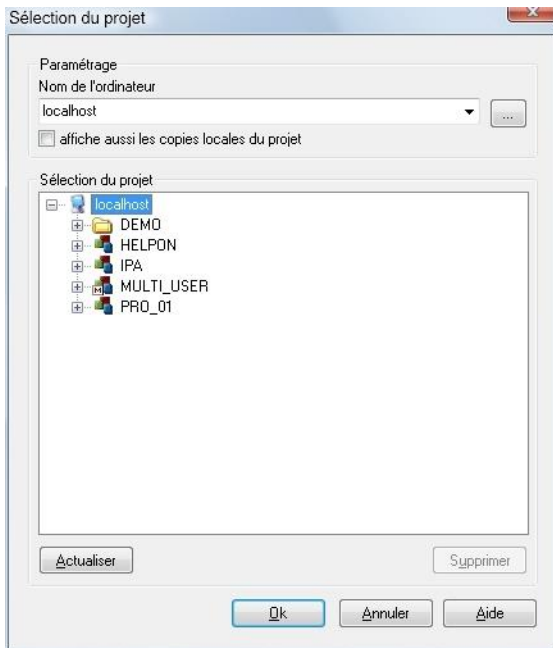 Sélection du projet
Paramétrage
Nom de l'ordinateur
localhost
...
affiche aussi les copies locales du projet
Sélection du projet
localhost
DEMO
HELPON
IPA
M MULTI_USER
PRO_01
Actualiser
Supprimer
Ok
Annuler
Aide